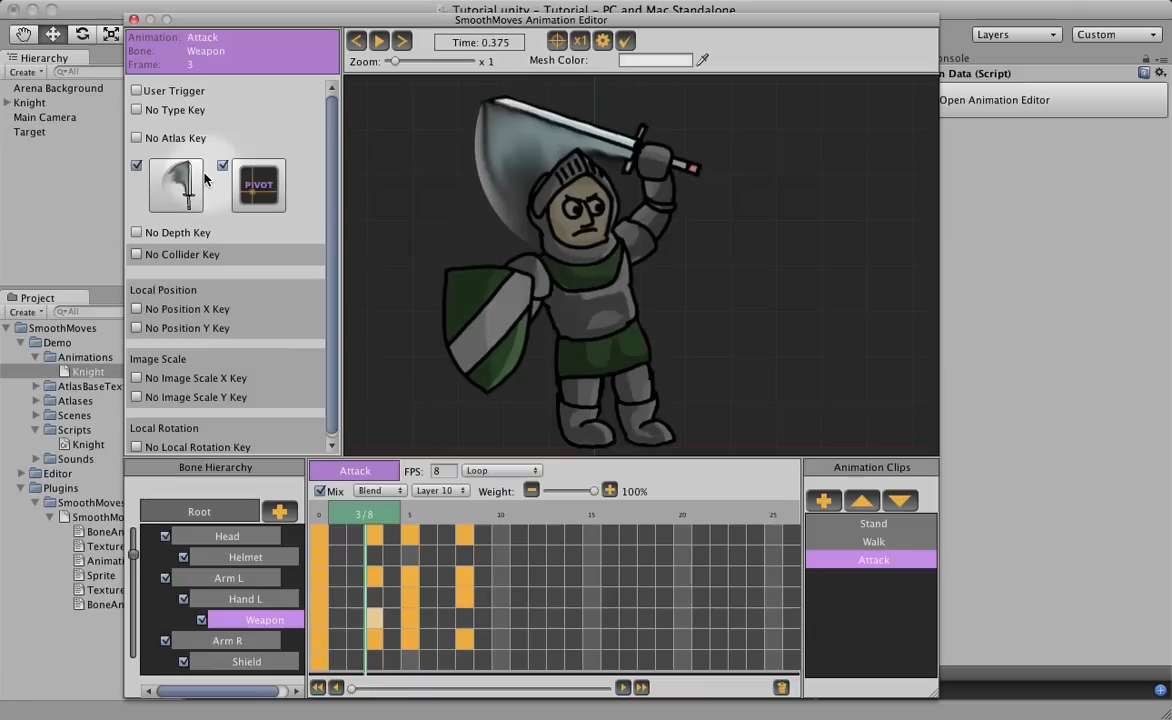 Tutorial.unity - Tutorial - PC and Mac Standalone
SmoothMoves Animation Editor
Layers
Custom
Hierarchy
Create
All
Arena Background
Knight
Main Camera
Target
Animation: Attack
Bone: Weapon
Frame: 3
User Trigger
No Type Key
No Atlas Key
PIVOT
No Depth Key
No Collider Key
Local Position
No Position X Key
No Position Y Key
Image Scale
No Image Scale X Key
No Image Scale Y Key
Local Rotation
No Local Rotation Key
Time: 0.375
x1
Zoom: x 1
Mesh Color:
onsole
n Data (Script)
Open Animation Editor
Project
Create
All
SmoothMoves
Demo
Animations
Knight
AtlasBaseTex
Atlases
Scenes
Scripts
Knight
Sounds
Editor
Plugins
SmoothMoves
SmoothMo
BoneAn
Texture
Animati
Sprite
Texture
BoneAn
Bone Hierarchy
Root
Head
Helmet
Arm L
Hand L
Weapon
Arm R
Shield
Attack
FPS: 8
Loop
Mix
Blend
Layer 10
Weight: 100%
0 3/8 5 10 15 20 25
Animation Clips
Stand
Walk
Attack